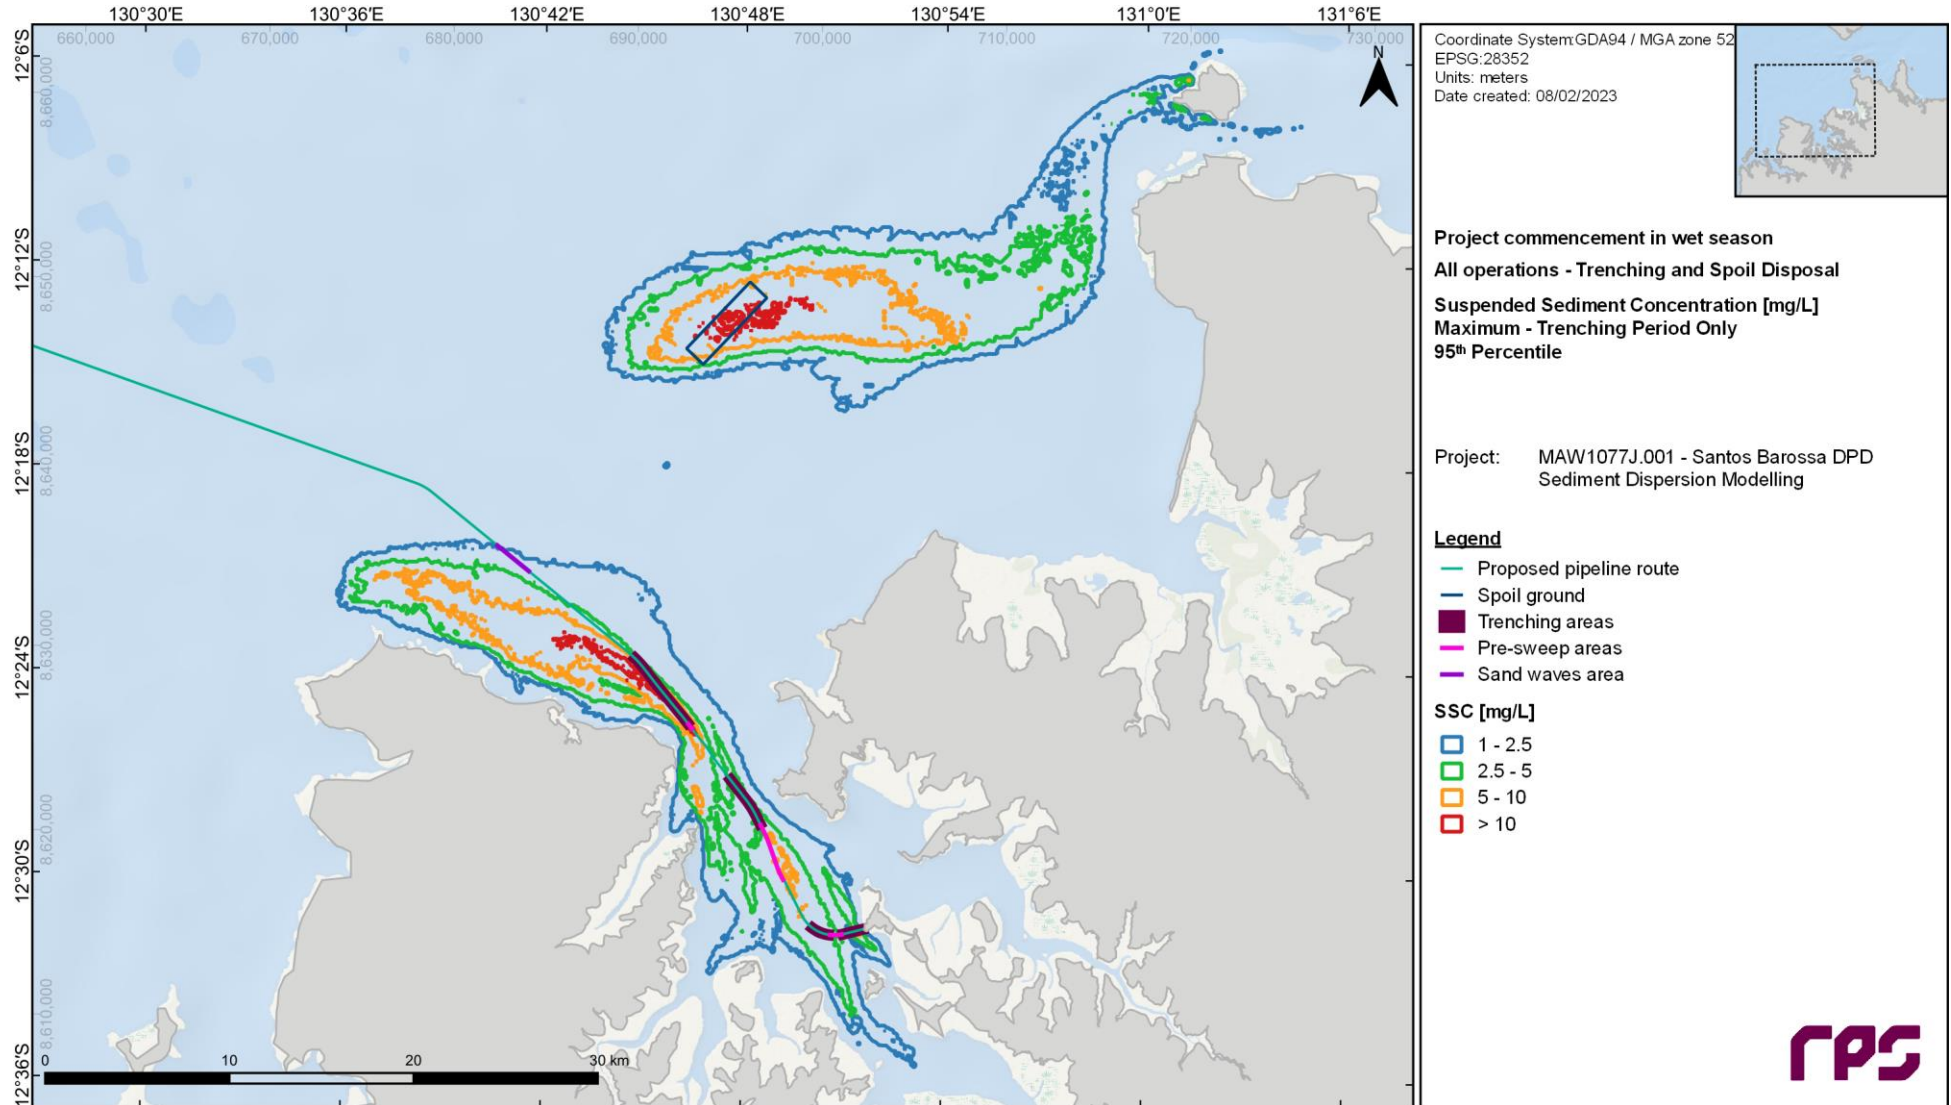 130°30'E 130°36'E 130°42'E 130°48'E 130°54'E 131°0'E 131°6'E
660,000 670,000 680,000 690,000 700,000 710,000 720,000 730,000
12°6'S
8,660,000
12°12'S
8,650,000
12°18'S
8,640,000
12°24'S
8,630,000
12°30'S
8,620,000
12°36'S
8,610,000
N
0 10 20 30 km
Coordinate System:GDA94 / MGA zone 52
EPSG:28352
Units: meters
Date created: 08/02/2023
Project commencement in wet season
All operations - Trenching and Spoil Disposal
Suspended Sediment Concentration [mg/L]
Maximum - Trenching Period Only
95th Percentile
Project: MAW1077J.001 - Santos Barossa DPD
Sediment Dispersion Modelling
Legend
Proposed pipeline route
Spoil ground
Trenching areas
Pre-sweep areas
Sand waves area
SSC [mg/L]
1 - 2.5
2.5 - 5
5 - 10
> 10
rps